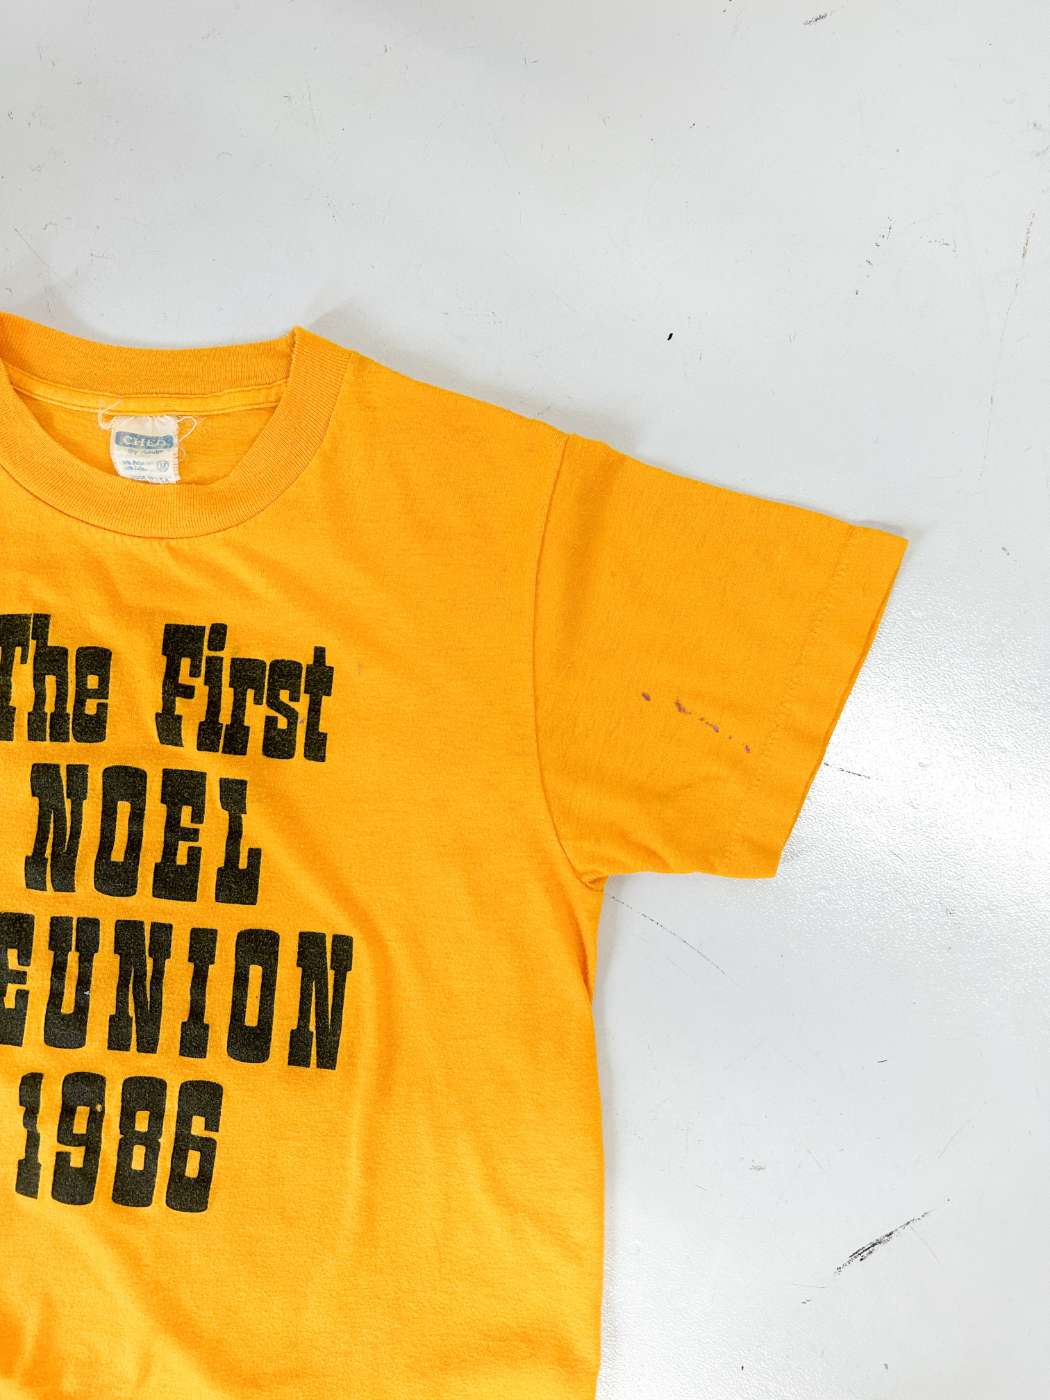 The First
NOEL
EUNION
1986